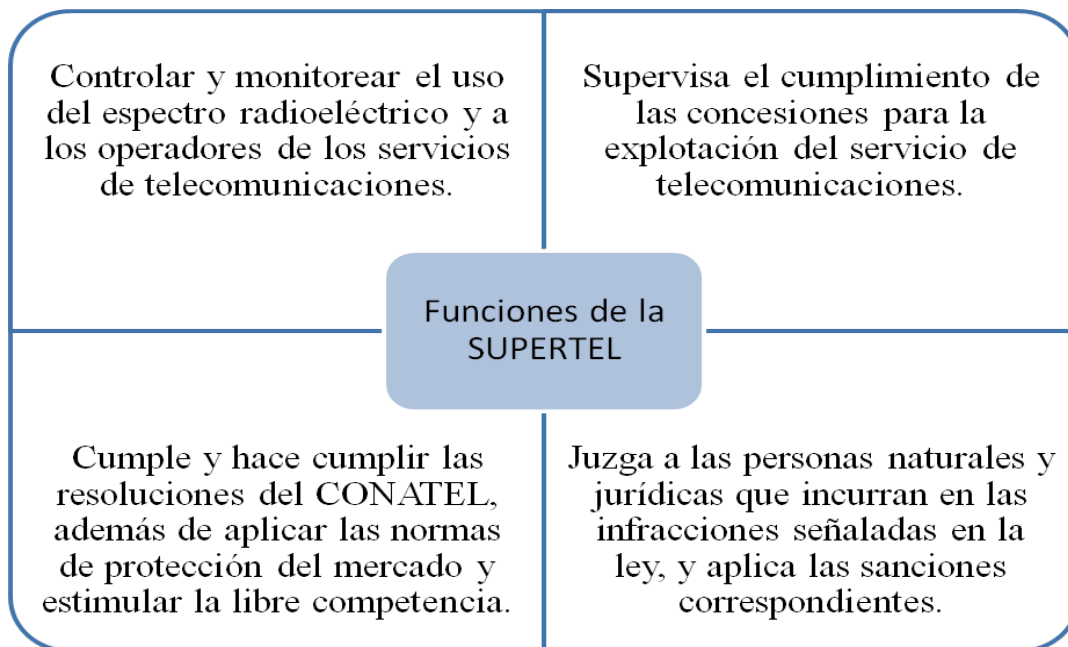 Controlar y monitorear el uso
del espectro radioeléctrico y a
los operadores de los servicios
de telecomunicaciones.
Supervisa el cumplimiento de
las concesiones para la
explotación del servicio de
telecomunicaciones.
Funciones de la
SUPERTEL
Cumple y hace cumplir las
resoluciones del CONATEL,
además de aplicar las normas
de protección del mercado y
estimular la libre competencia.
Juzga a las personas naturales y
jurídicas que incurran en las
infracciones señaladas en la
ley, y aplica las sanciones
correspondientes.